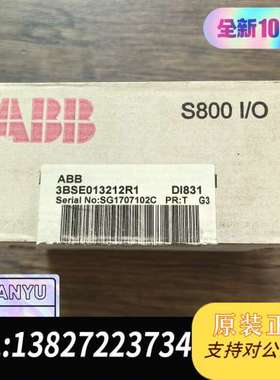 全新10
ABB
S800 I/O
ABB
3BSE013212R1 DI831
Serial No:SG1707102C PR:T G3
ANYU
原装正
:13827223734
支持对公